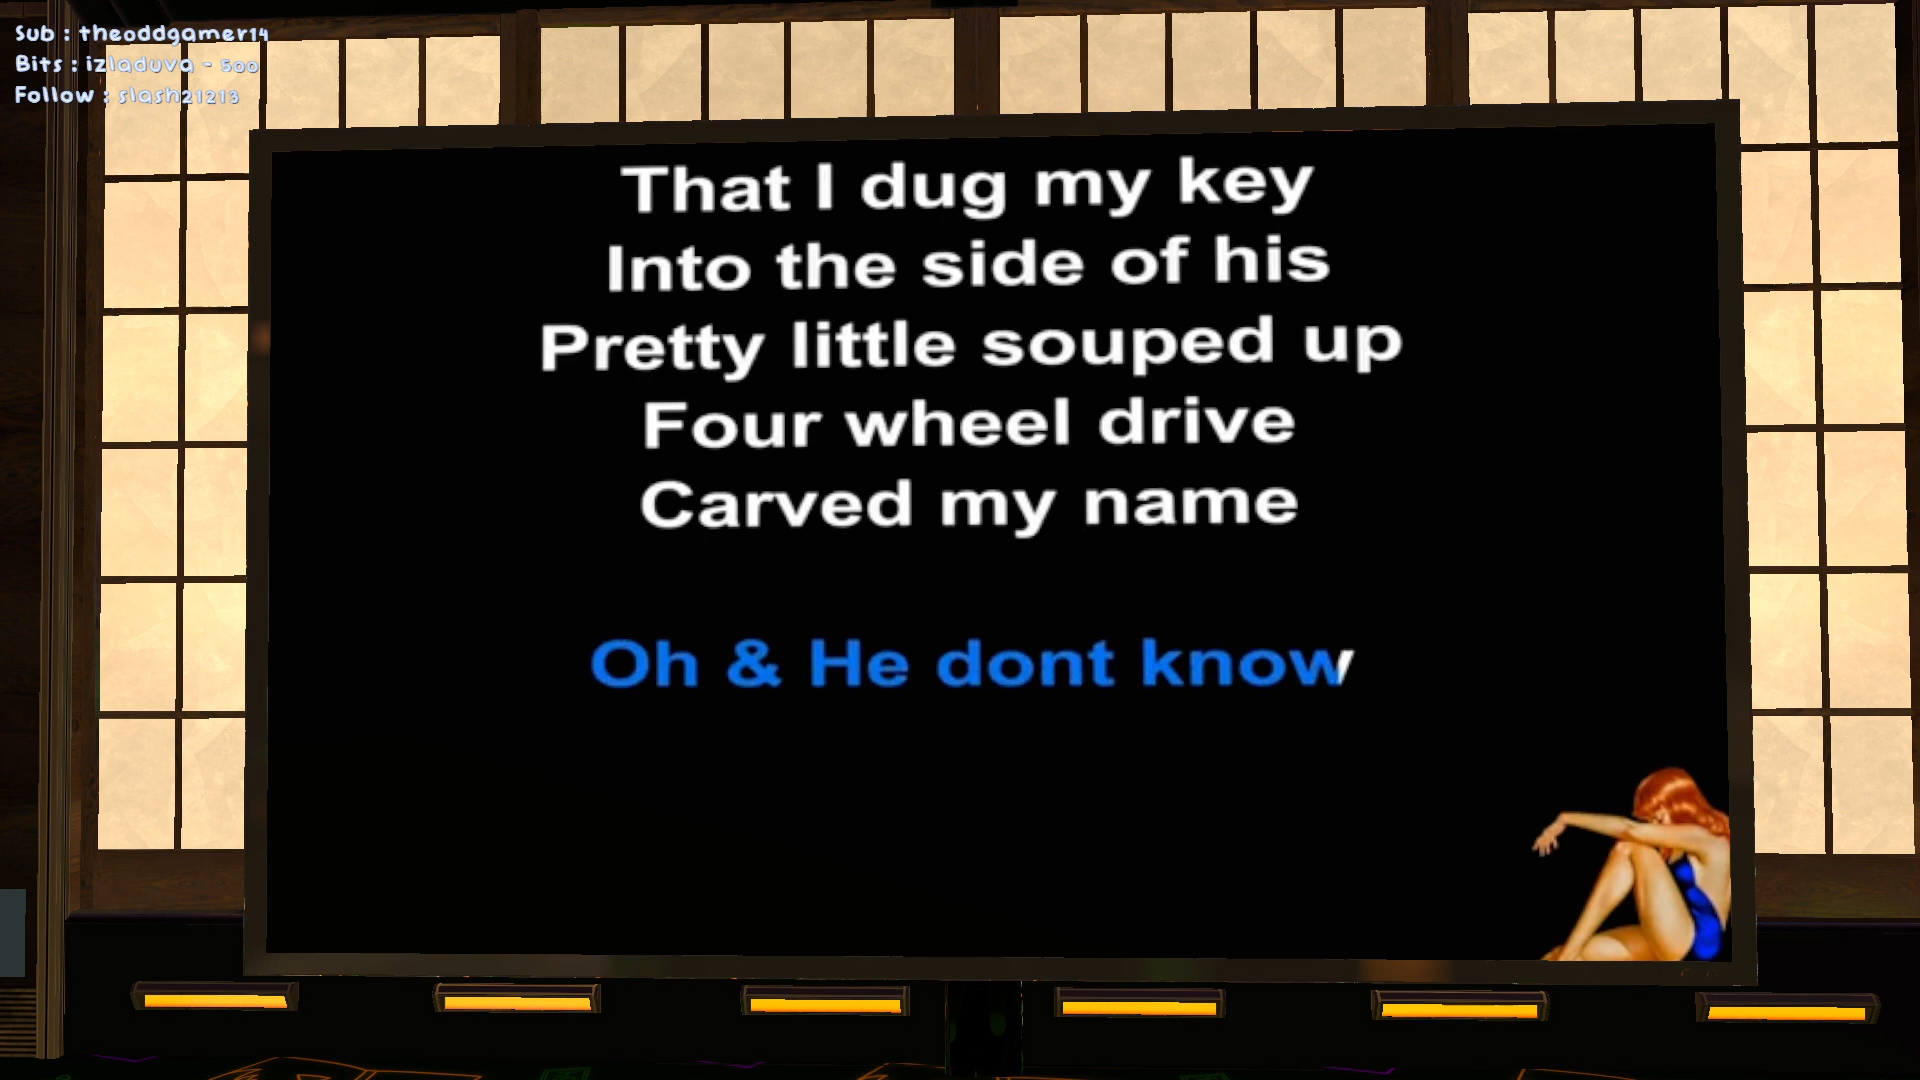 Sub : theoddgamer14
Bits : izladuva - 500
Follow : slash21213
That I dug my key
Into the side of his
Pretty little souped up
Four wheel drive
Carved my name
Oh & He dont know